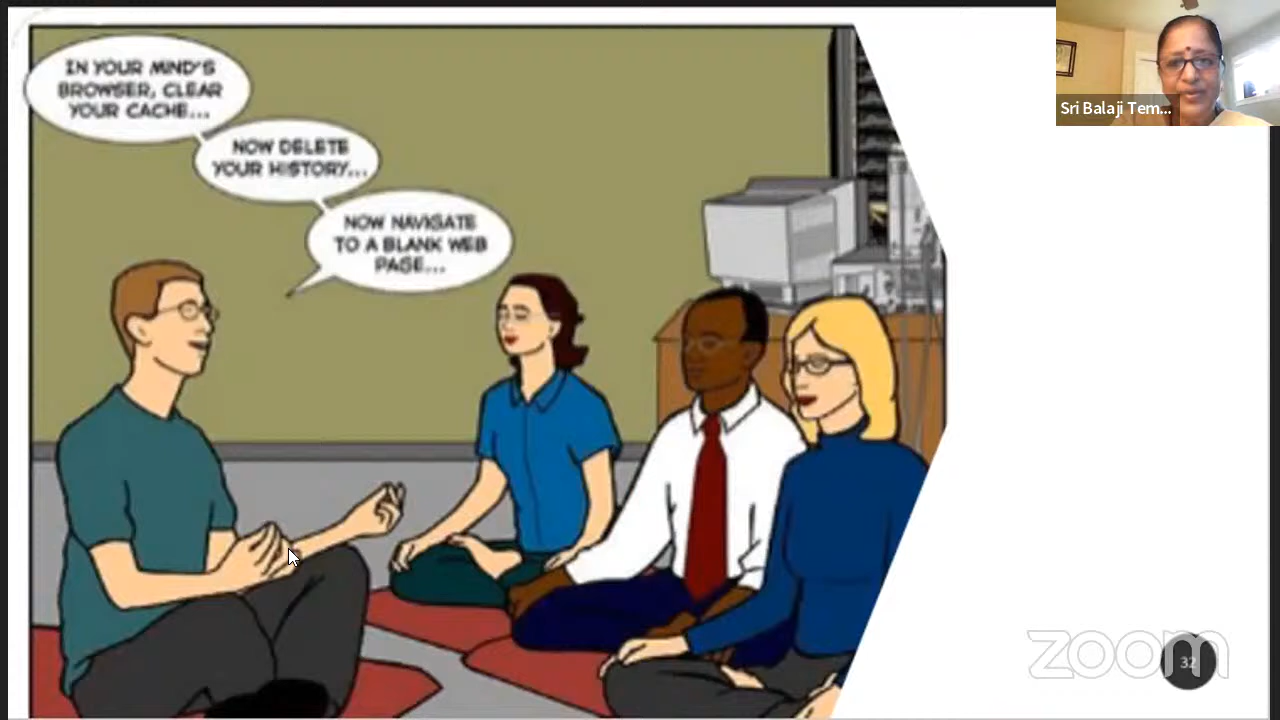 IN YOUR MIND'S
BROWSER, CLEAR
YOUR CACHE...
NOW DELETE
YOUR HISTORY...
NOW NAVIGATE
TO A BLANK WEB
PAGE...
Sri Balaji Tem...
zoom
32